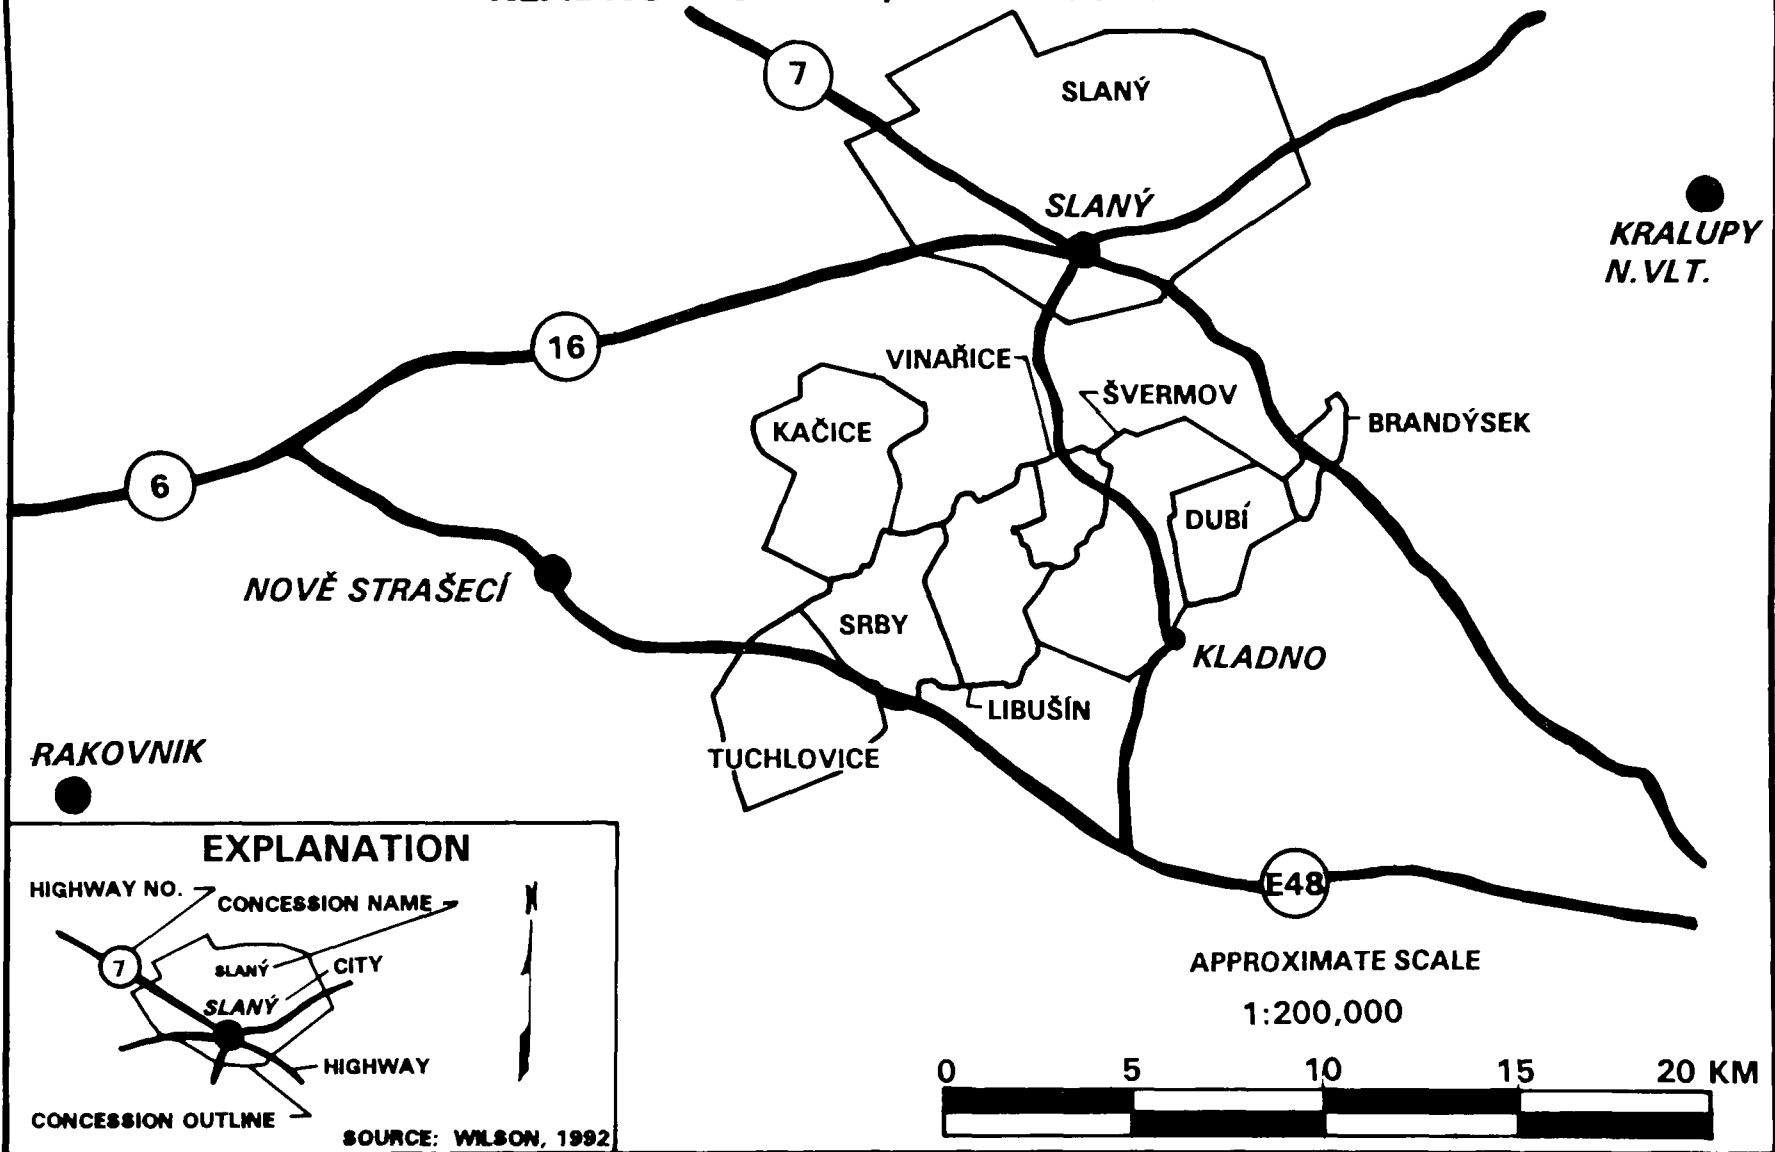 7
SLANÝ
SLANÝ
KRALUPY
N.VLT.
16
VINAŘICE
ŠVERMOV
KAČICE
BRANDÝSEK
6
DUBÍ
NOVĚ STRAŠECÍ
SRBY
KLADNO
LIBUŠÍN
RAKOVNIK
TUCHLOVICE
E48
EXPLANATION
HIGHWAY NO.
CONCESSION NAME
7
SLANÝ
CITY
SLANÝ
HIGHWAY
CONCESSION OUTLINE
SOURCE: WILSON, 1992
APPROXIMATE SCALE
1:200,000
0 5 10 15 20 KM